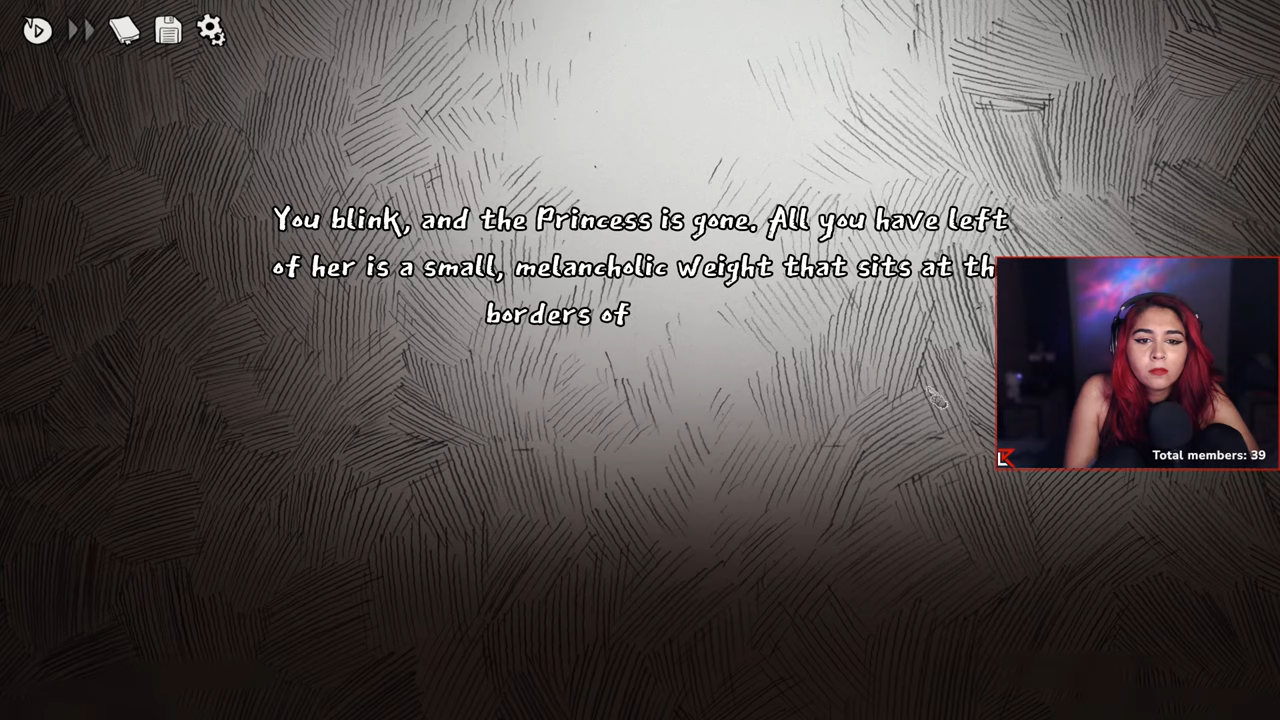 You blink, and the Princess is gone. All you have left
of her is a small, melancholic weight that sits at th
borders of
Total members: 39
LR